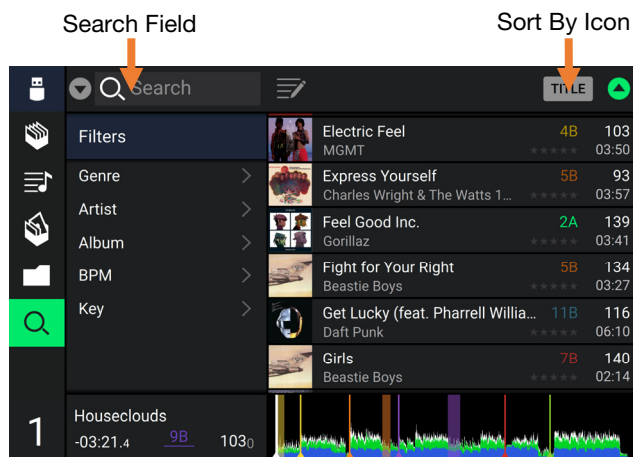 Search Field
Sort By Icon
Search
TITLE
Filters
Genre
Artist
Album
BPM
Key
Electric Feel 4B 103
MGMT 03:50
Express Yourself 5B 93
Charles Wright & The Watts 1... 03:57
Feel Good Inc. 2A 139
Gorillaz 03:41
Fight for Your Right 5B 134
Beastie Boys 03:27
Get Lucky (feat. Pharrell Willia... 11B 116
Daft Punk 06:10
Girls 7B 140
Beastie Boys 02:14
1
Houseclouds
-03:21.4 9B 1030